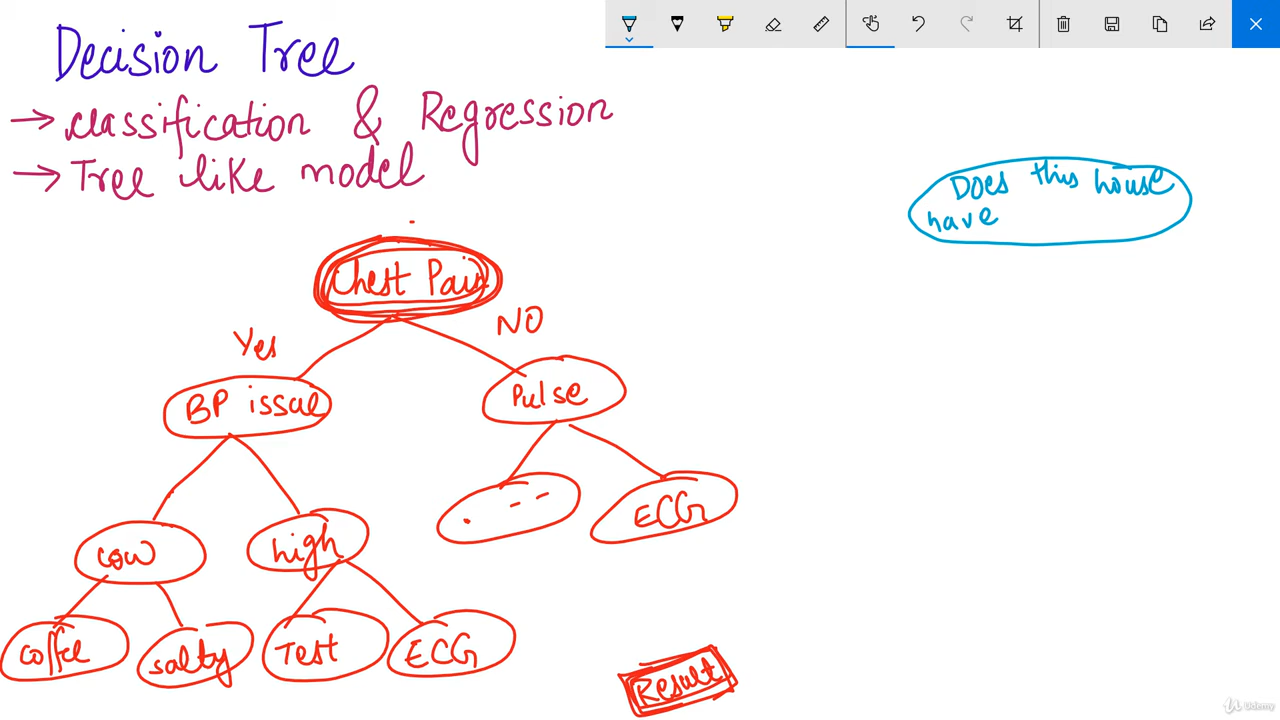 Decision Tree
→ classification & Regression
→ Tree like model
Does this house
have
Chest Pain
Yes
NO
BP issue
Pulse
. - -
ECG
low
high
coffee
salty
Test
ECG
Result
Udemy